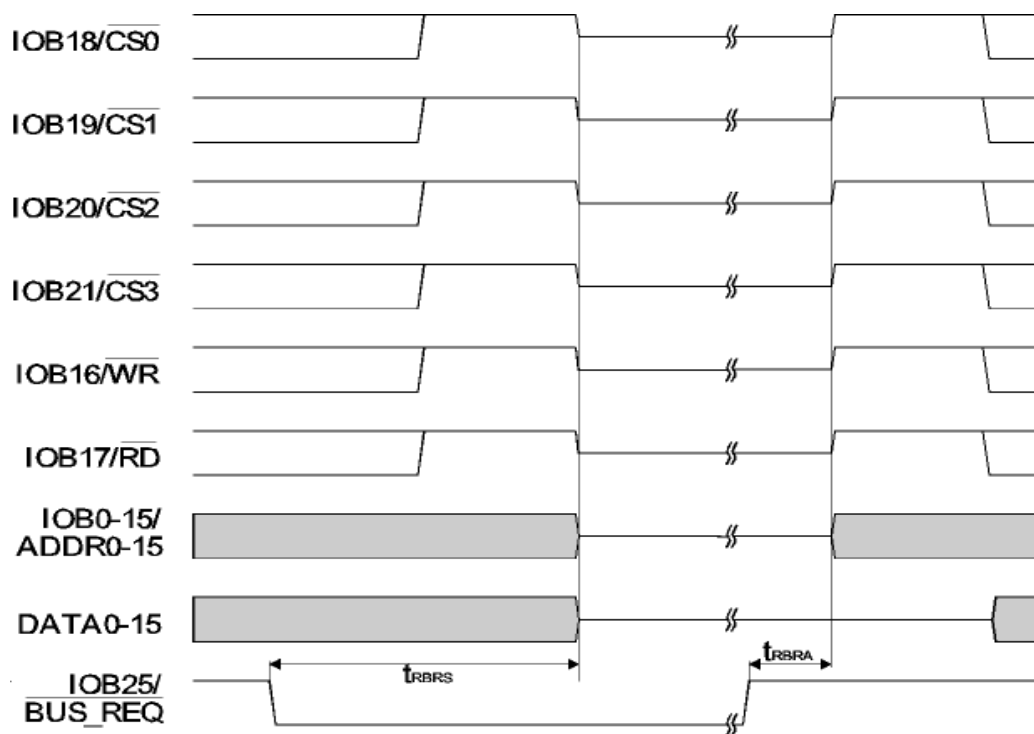 IOB18/CS0
IOB19/CS1
IOB20/CS2
IOB21/CS3
IOB16/WR
IOB17/RD
IOB0-15/
ADDR0-15
DATA0-15
tRBRS
tRBRA
IOB25/
BUS_REQ